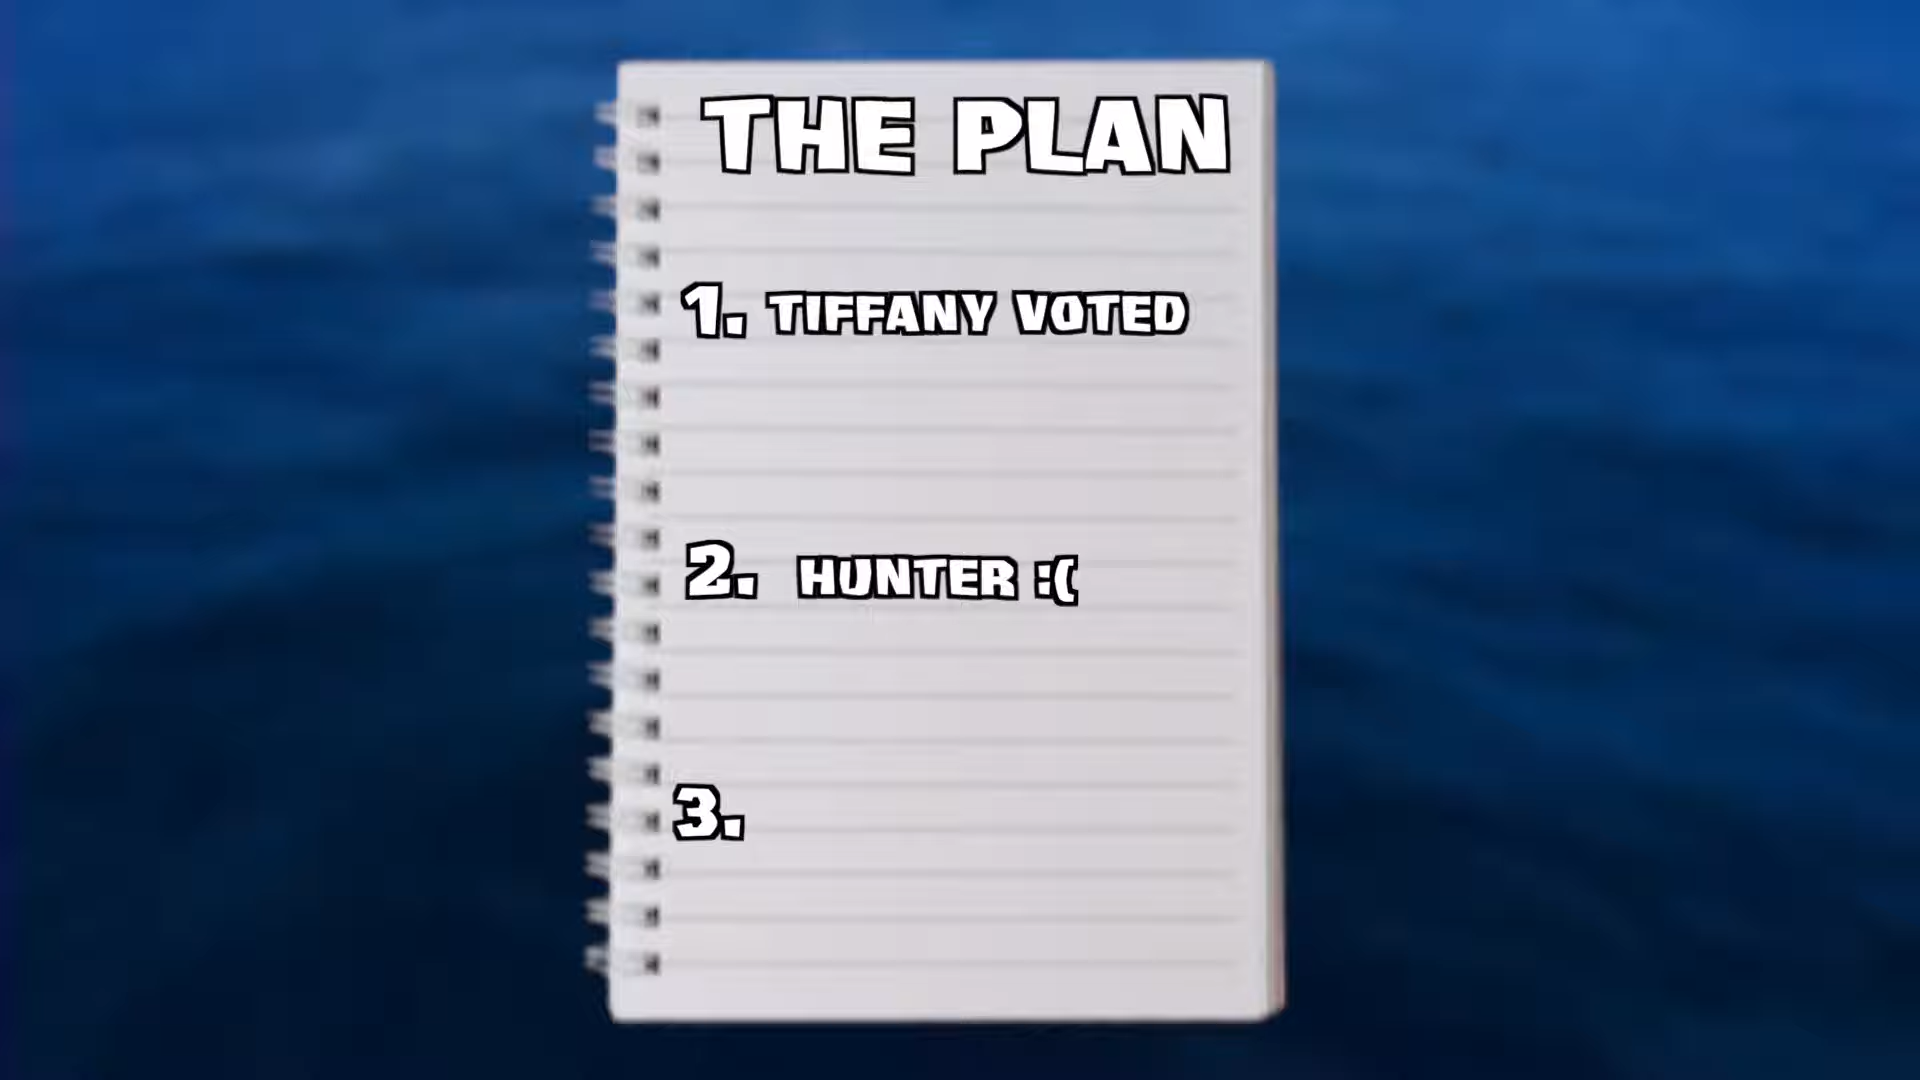 THE PLAN
1. TIFFANY VOTED
2. HUNTER :(
3.